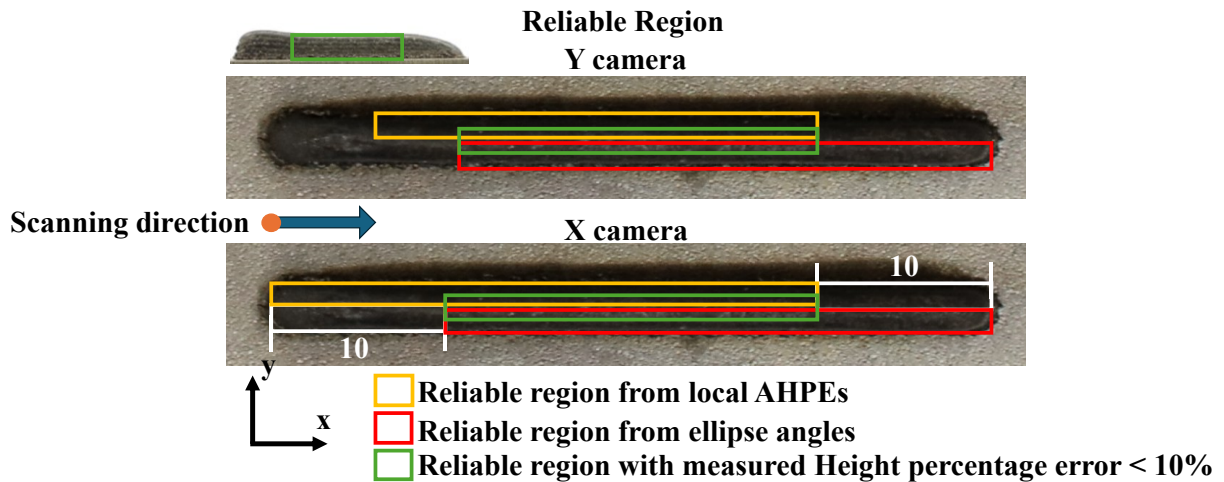 Reliable Region
Y camera
Scanning direction
X camera
10
10
y
x
Reliable region from local AHPEs
Reliable region from ellipse angles
Reliable region with measured Height percentage error < 10%